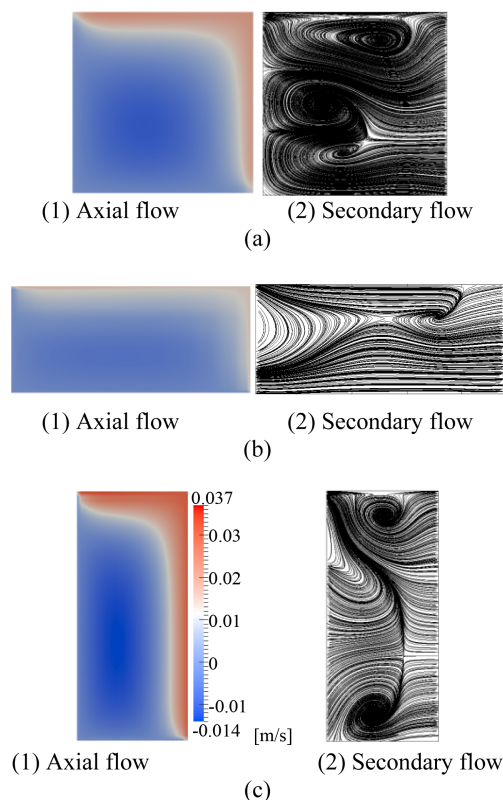 (1) Axial flow
(2) Secondary flow
(a)
(1) Axial flow
(2) Secondary flow
(b)
0.037
0.03
0.02
0.01
0
-0.01
-0.014
[m/s]
(1) Axial flow
(2) Secondary flow
(c)